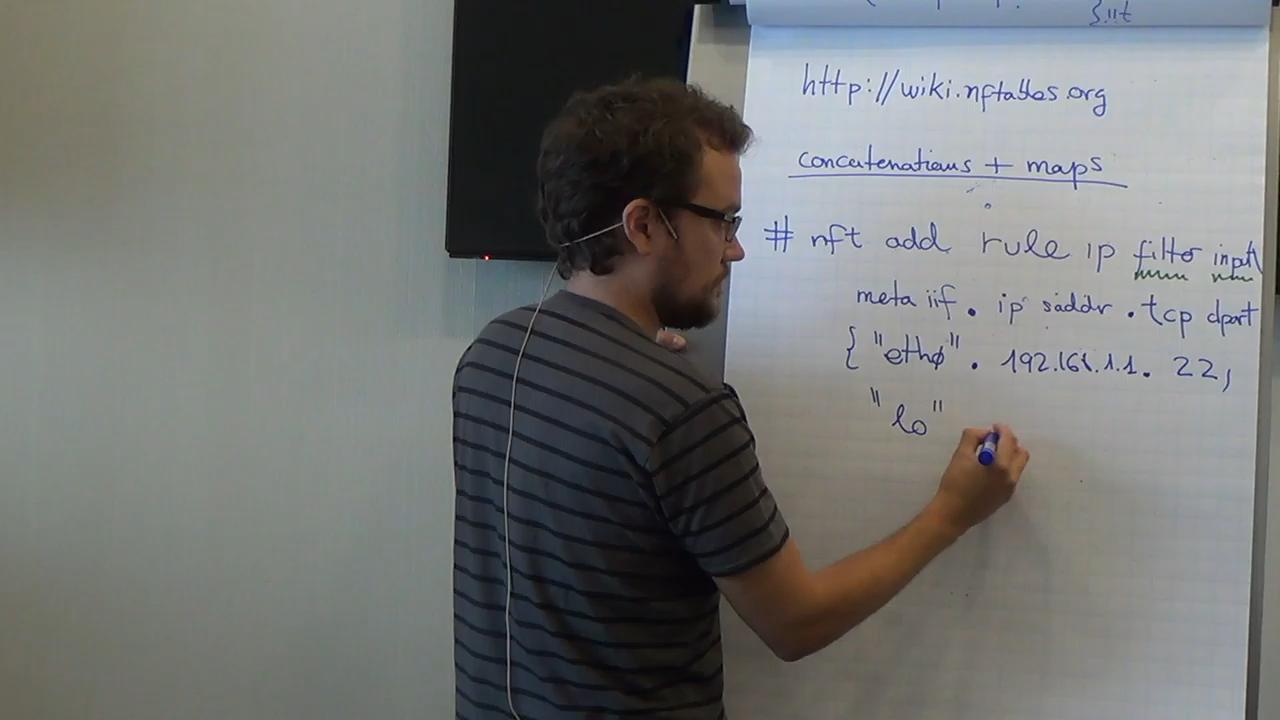 http://wiki.nftables.org
concatenations + maps
# nft add rule ip filter input
meta iif . ip saddr . tcp dport
{ "eth0" . 192.168.1.1 . 22,
"lo"